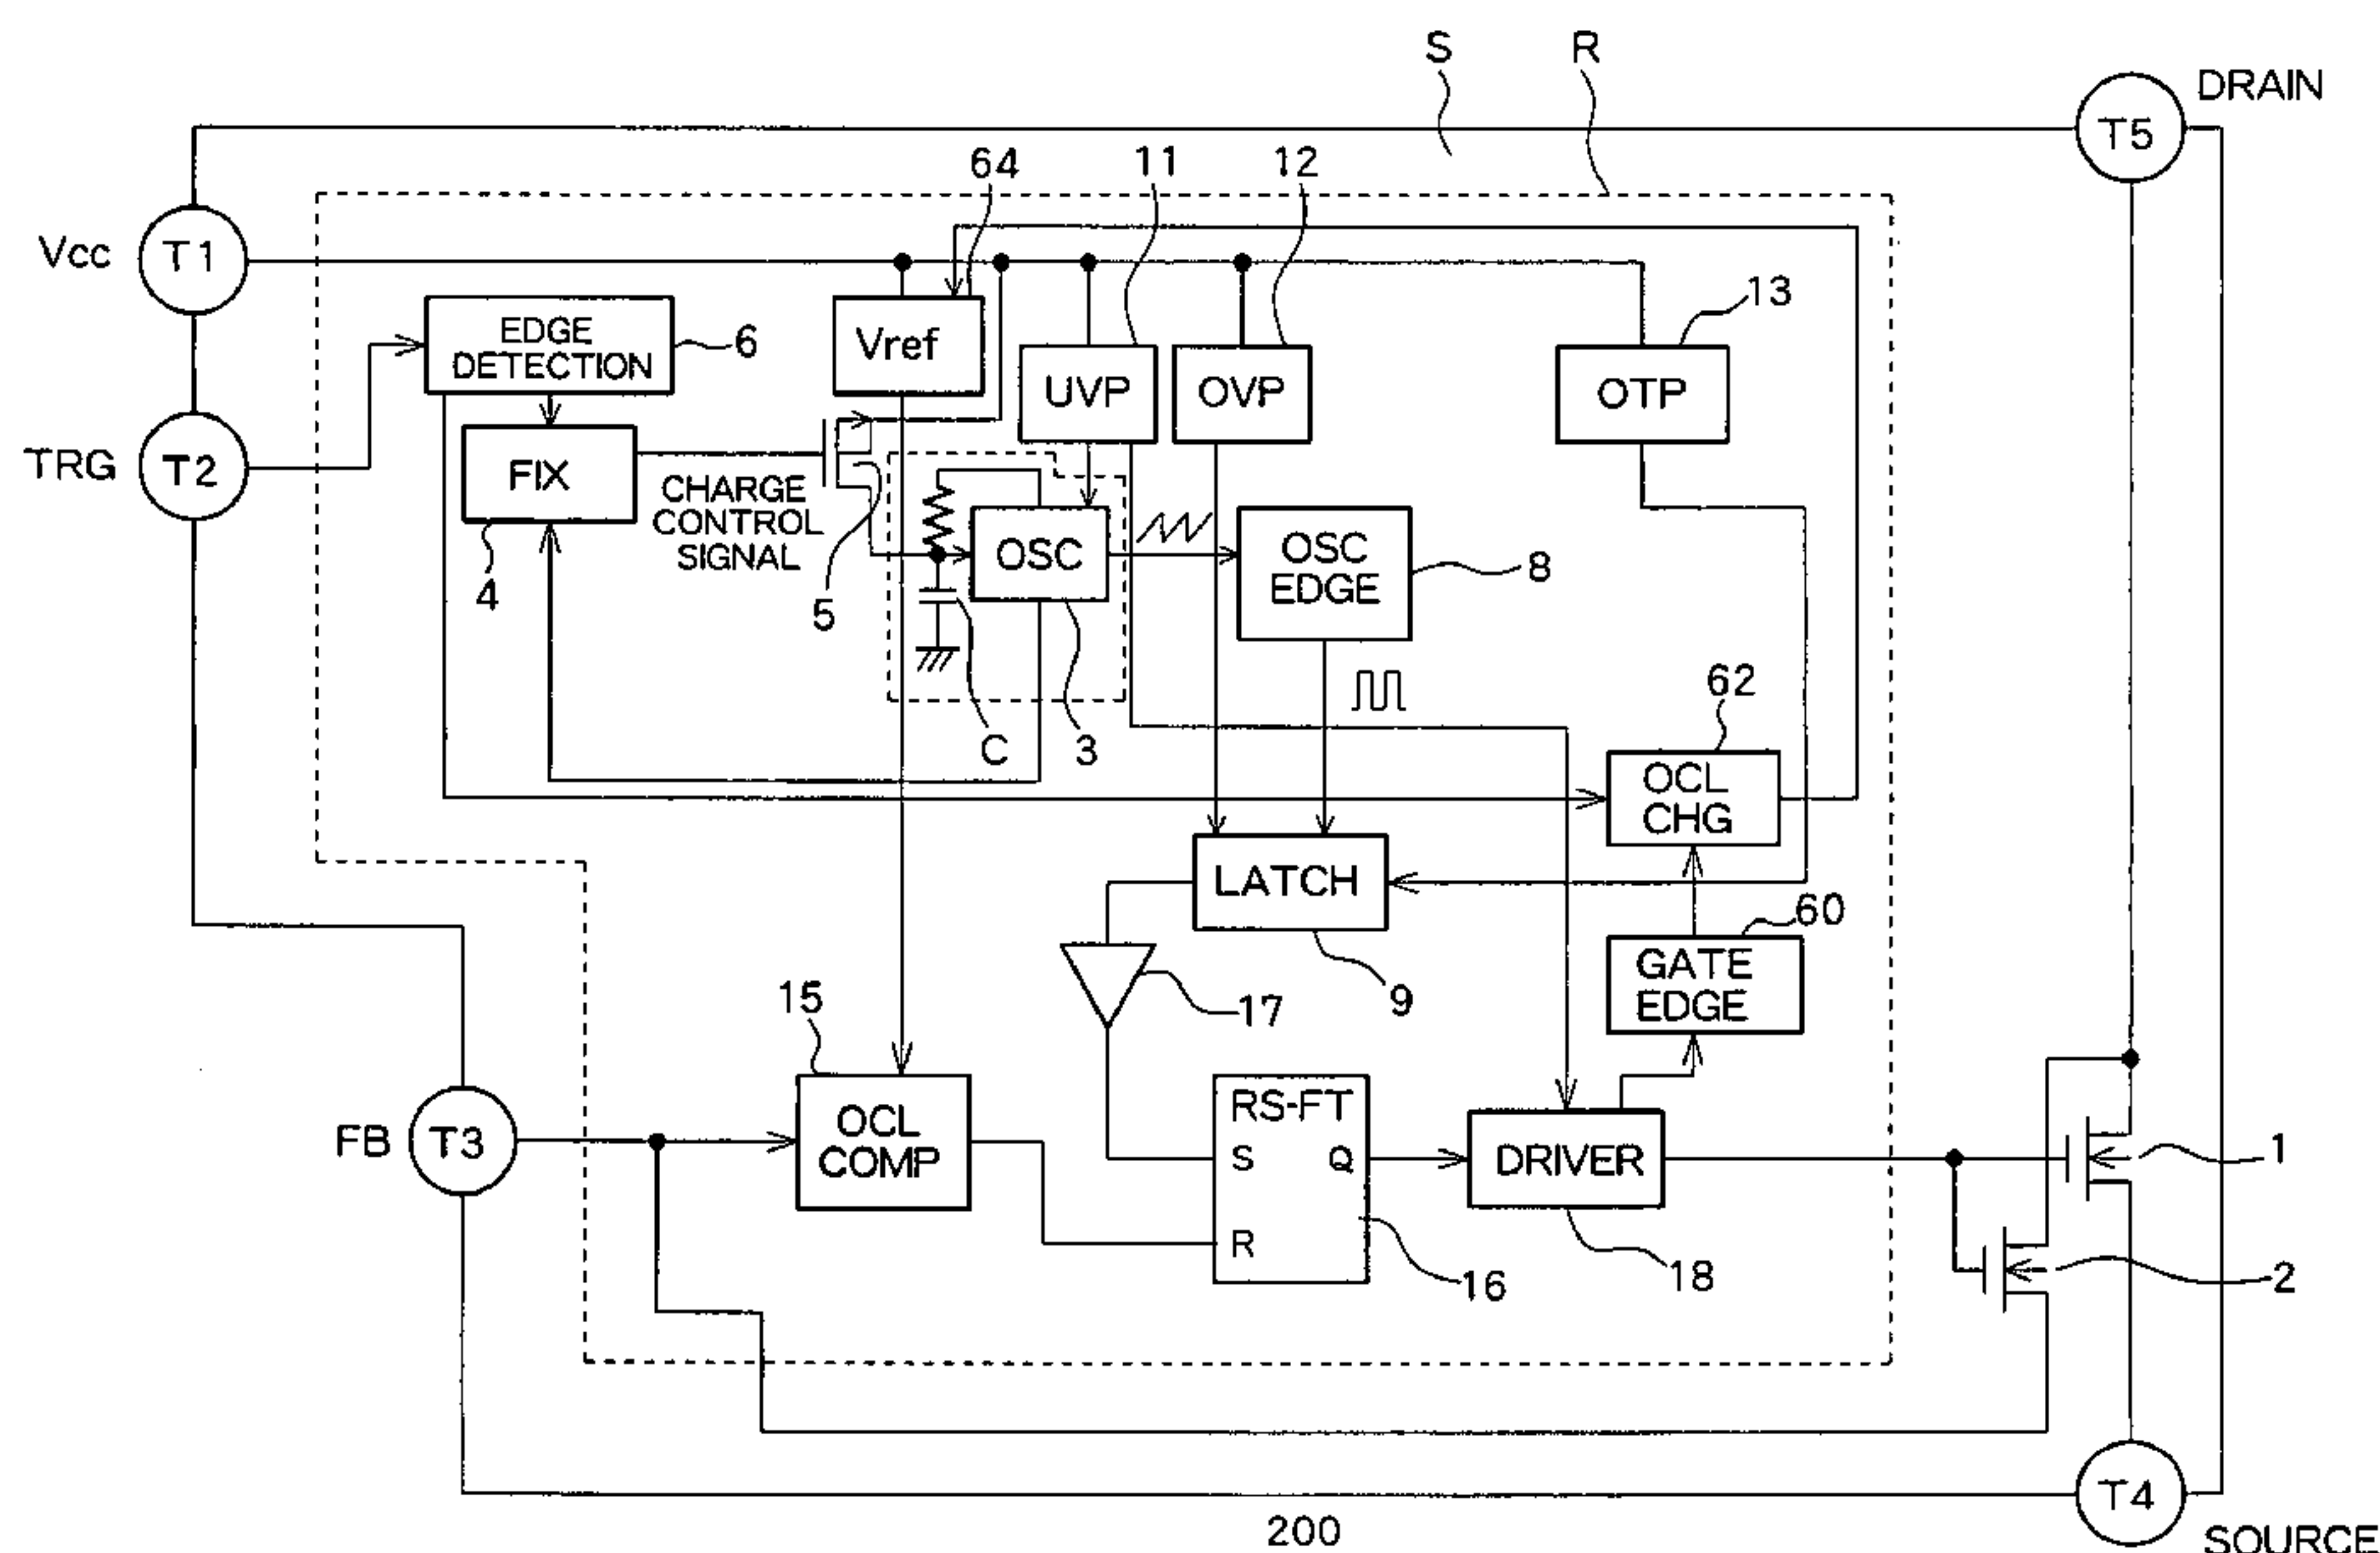 S
R
DRAIN
T5
64
11
12
Vcc
T1
13
EDGE
DETECTION
6
Vref
UVP
OVP
OTP
TRG
T2
FIX
CHARGE
CONTROL
SIGNAL
OSC
OSC
EDGE
8
4
5
62
C
3
OCL
CHG
LATCH
60
GATE
EDGE
15
17
9
OCL
COMP
RS-FT
FB
T3
S
Q
DRIVER
1
R
16
18
2
T4
200
SOURCE